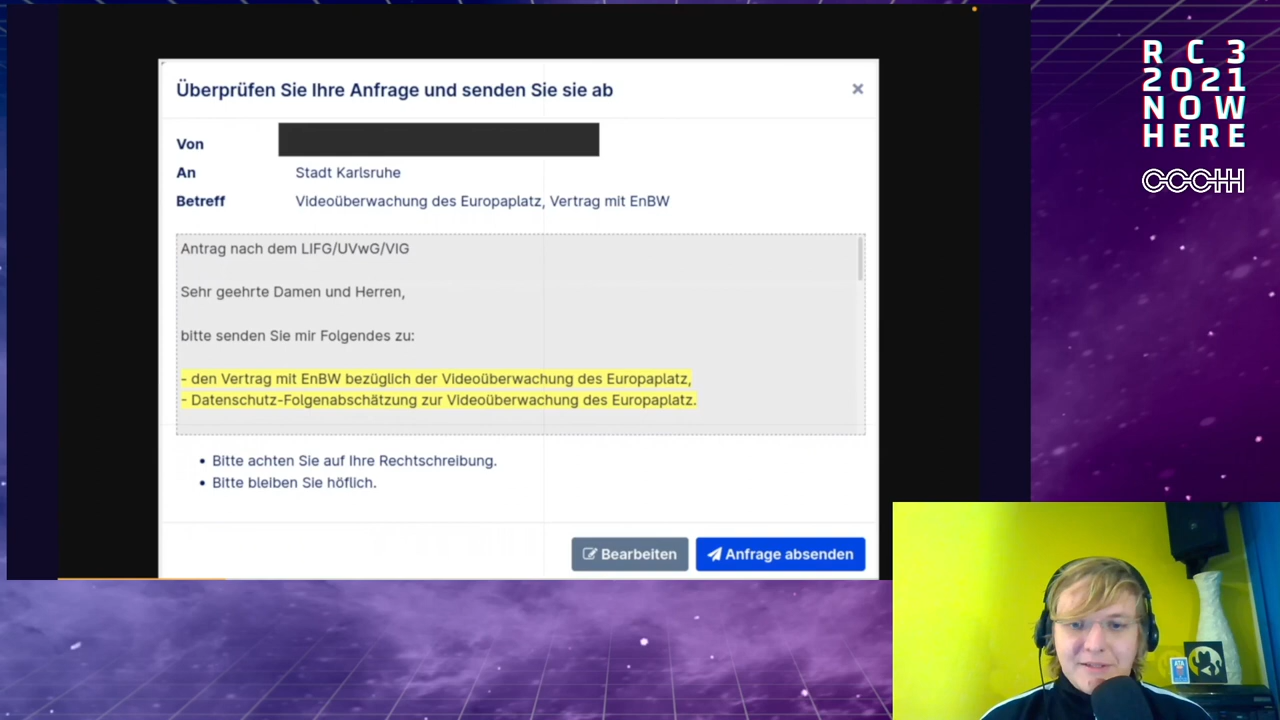 Überprüfen Sie Ihre Anfrage und senden Sie sie ab
×
Von
An Stadt Karlsruhe
Betreff Videoüberwachung des Europaplatz, Vertrag mit EnBW
Antrag nach dem LIFG/UVwG/VIG
Sehr geehrte Damen und Herren,
bitte senden Sie mir Folgendes zu:
- den Vertrag mit EnBW bezüglich der Videoüberwachung des Europaplatz,
- Datenschutz-Folgenabschätzung zur Videoüberwachung des Europaplatz.
• Bitte achten Sie auf Ihre Rechtschreibung.
• Bitte bleiben Sie höflich.
Bearbeiten Anfrage absenden
RC3
2021
NOW
HERE
CCCHH